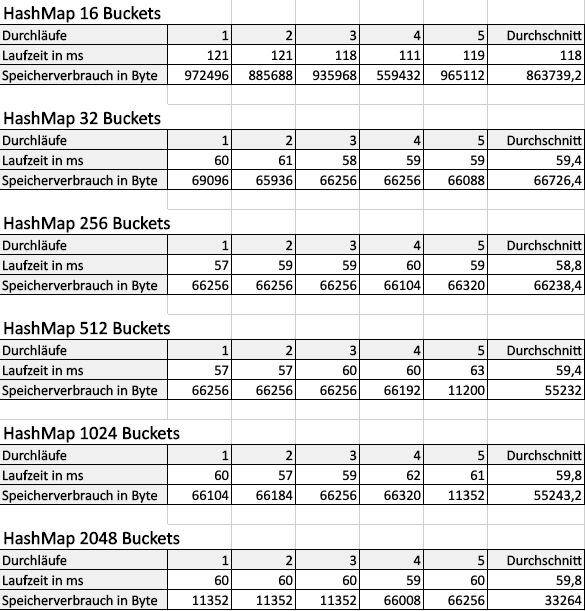 HashMap 16 Buckets
Durchläufe 1 2 3 4 5 Durchschnitt
Laufzeit in ms 121 121 118 111 119 118
Speicherverbrauch in Byte 972496 885688 935968 559432 965112 863739,2
HashMap 32 Buckets
Durchläufe 1 2 3 4 5 Durchschnitt
Laufzeit in ms 60 61 58 59 59 59,4
Speicherverbrauch in Byte 69096 65936 66256 66256 66088 66726,4
HashMap 256 Buckets
Durchläufe 1 2 3 4 5 Durchschnitt
Laufzeit in ms 57 59 59 60 59 58,8
Speicherverbrauch in Byte 66256 66256 66256 66104 66320 66238,4
HashMap 512 Buckets
Durchläufe 1 2 3 4 5 Durchschnitt
Laufzeit in ms 57 57 60 60 63 59,4
Speicherverbrauch in Byte 66256 66256 66256 66192 11200 55232
HashMap 1024 Buckets
Durchläufe 1 2 3 4 5 Durchschnitt
Laufzeit in ms 60 57 59 62 61 59,8
Speicherverbrauch in Byte 66104 66184 66256 66320 11352 55243,2
HashMap 2048 Buckets
Durchläufe 1 2 3 4 5 Durchschnitt
Laufzeit in ms 60 60 60 59 60 59,8
Speicherverbrauch in Byte 11352 11352 11352 66008 66256 33264